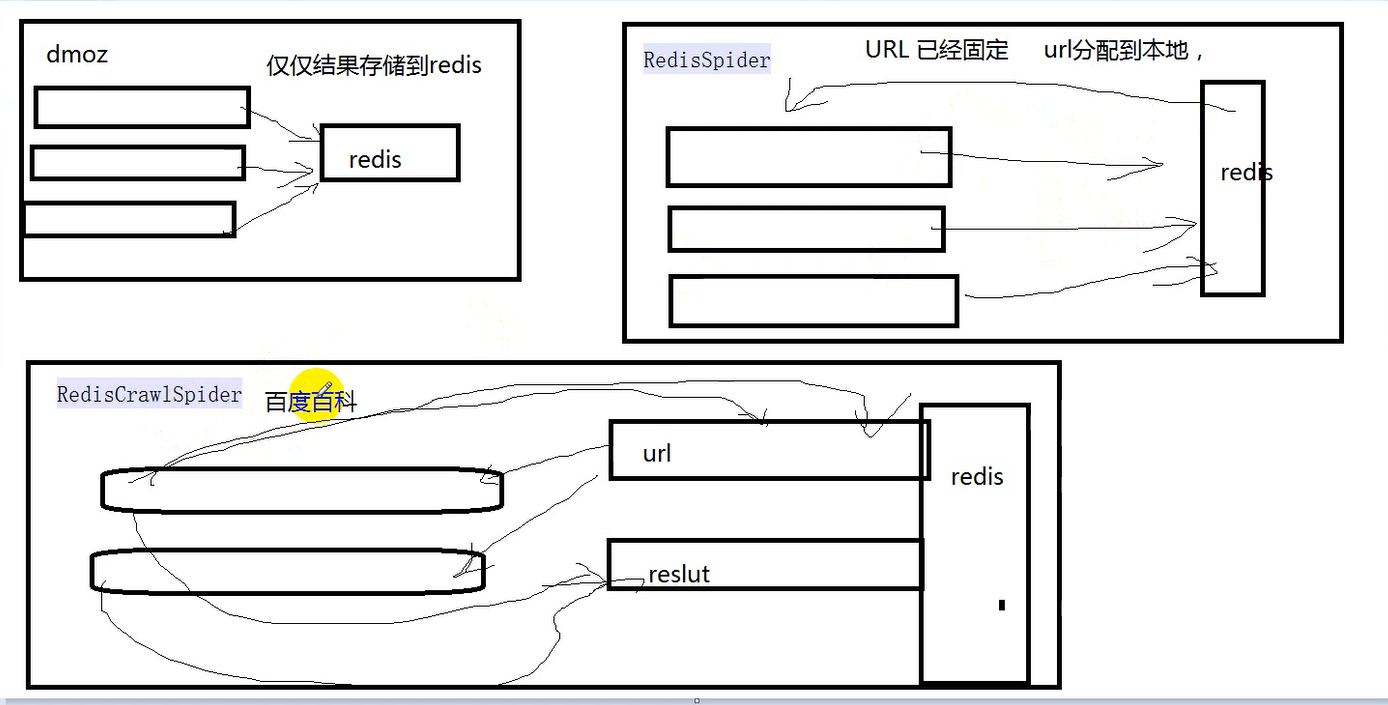 dmoz
仅仅结果存储到redis
redis
RedisSpider
URL 已经固定 url分配到本地，
redis
RedisCrawlSpider
百度百科
url
redis
reslut